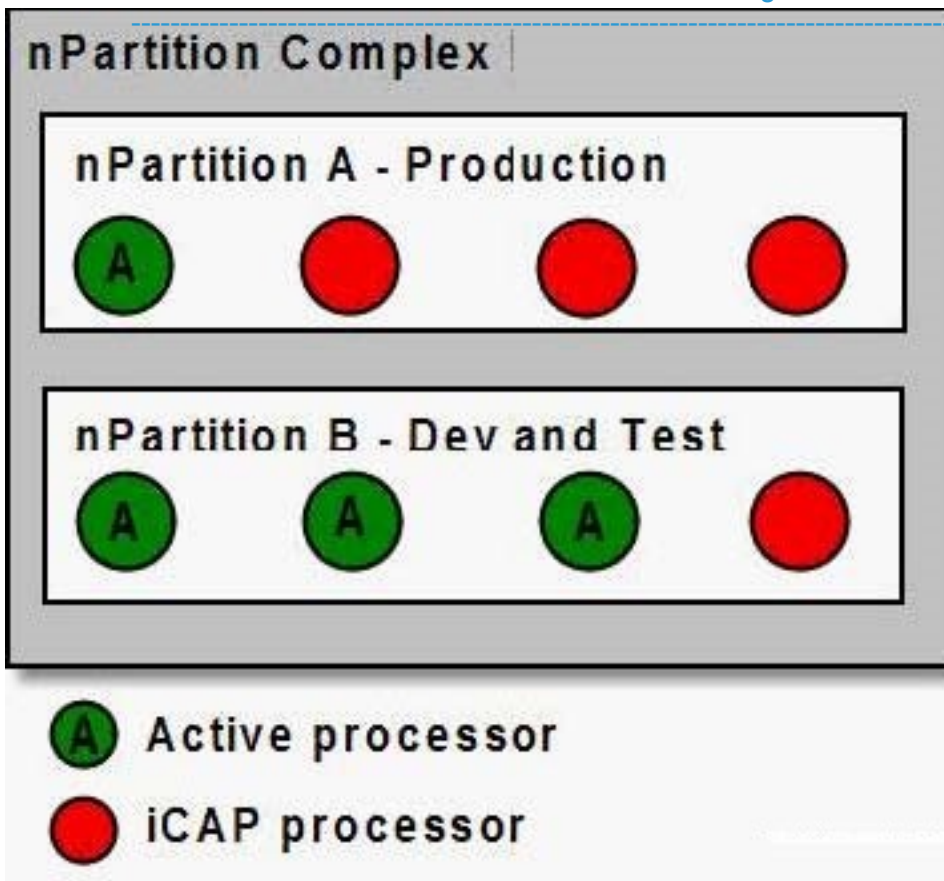 nPartition Complex
nPartition A - Production
A
nPartition B - Dev and Test
A A A
A Active processor
iCAP processor